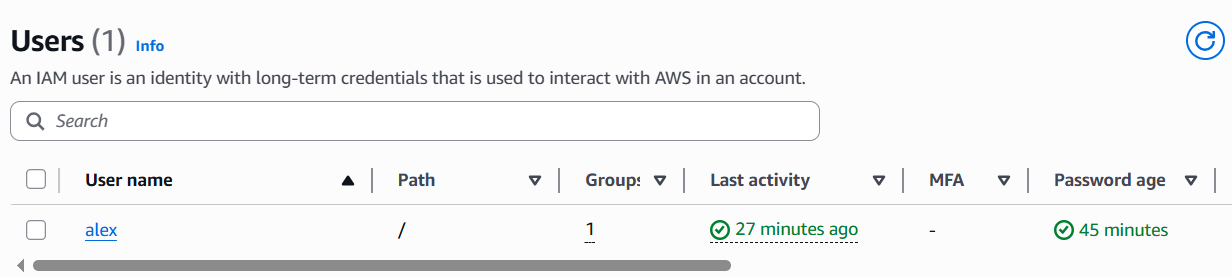 Users (1) Info
An IAM user is an identity with long-term credentials that is used to interact with AWS in an account.
Search
User name Path Groups Last activity MFA Password age
alex / 1 27 minutes ago - 45 minutes